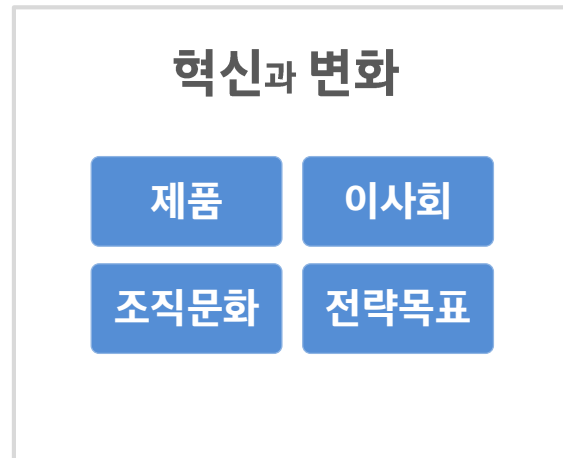 혁신과 변화
제품 이사회
조직문화 전략목표